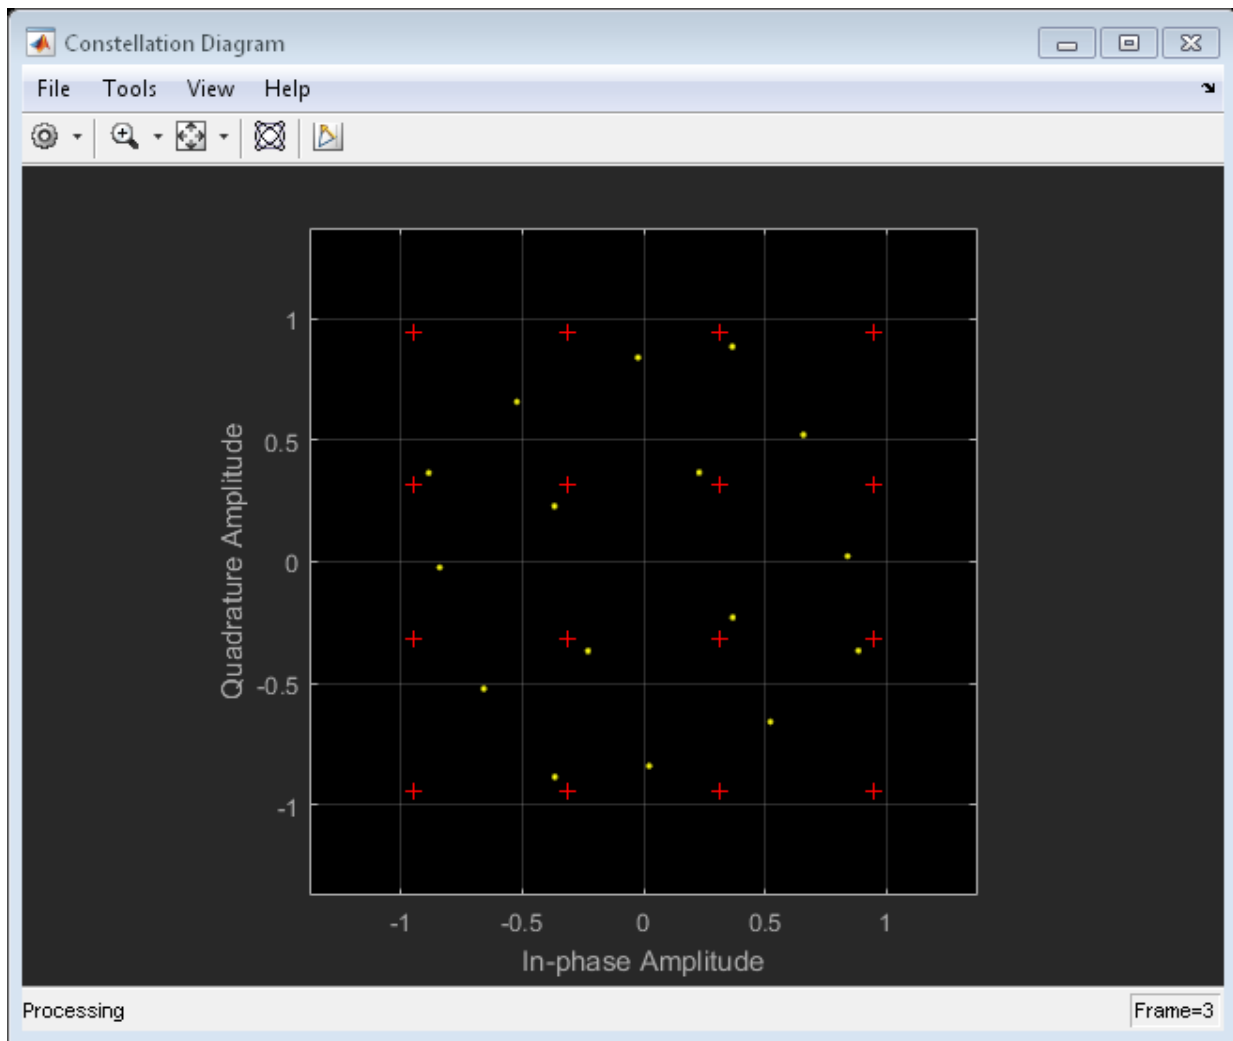 Constellation Diagram
File Tools View Help
1
0.5
0
-0.5
-1
Quadrature Amplitude
-1 -0.5 0 0.5 1
In-phase Amplitude
Processing Frame=3